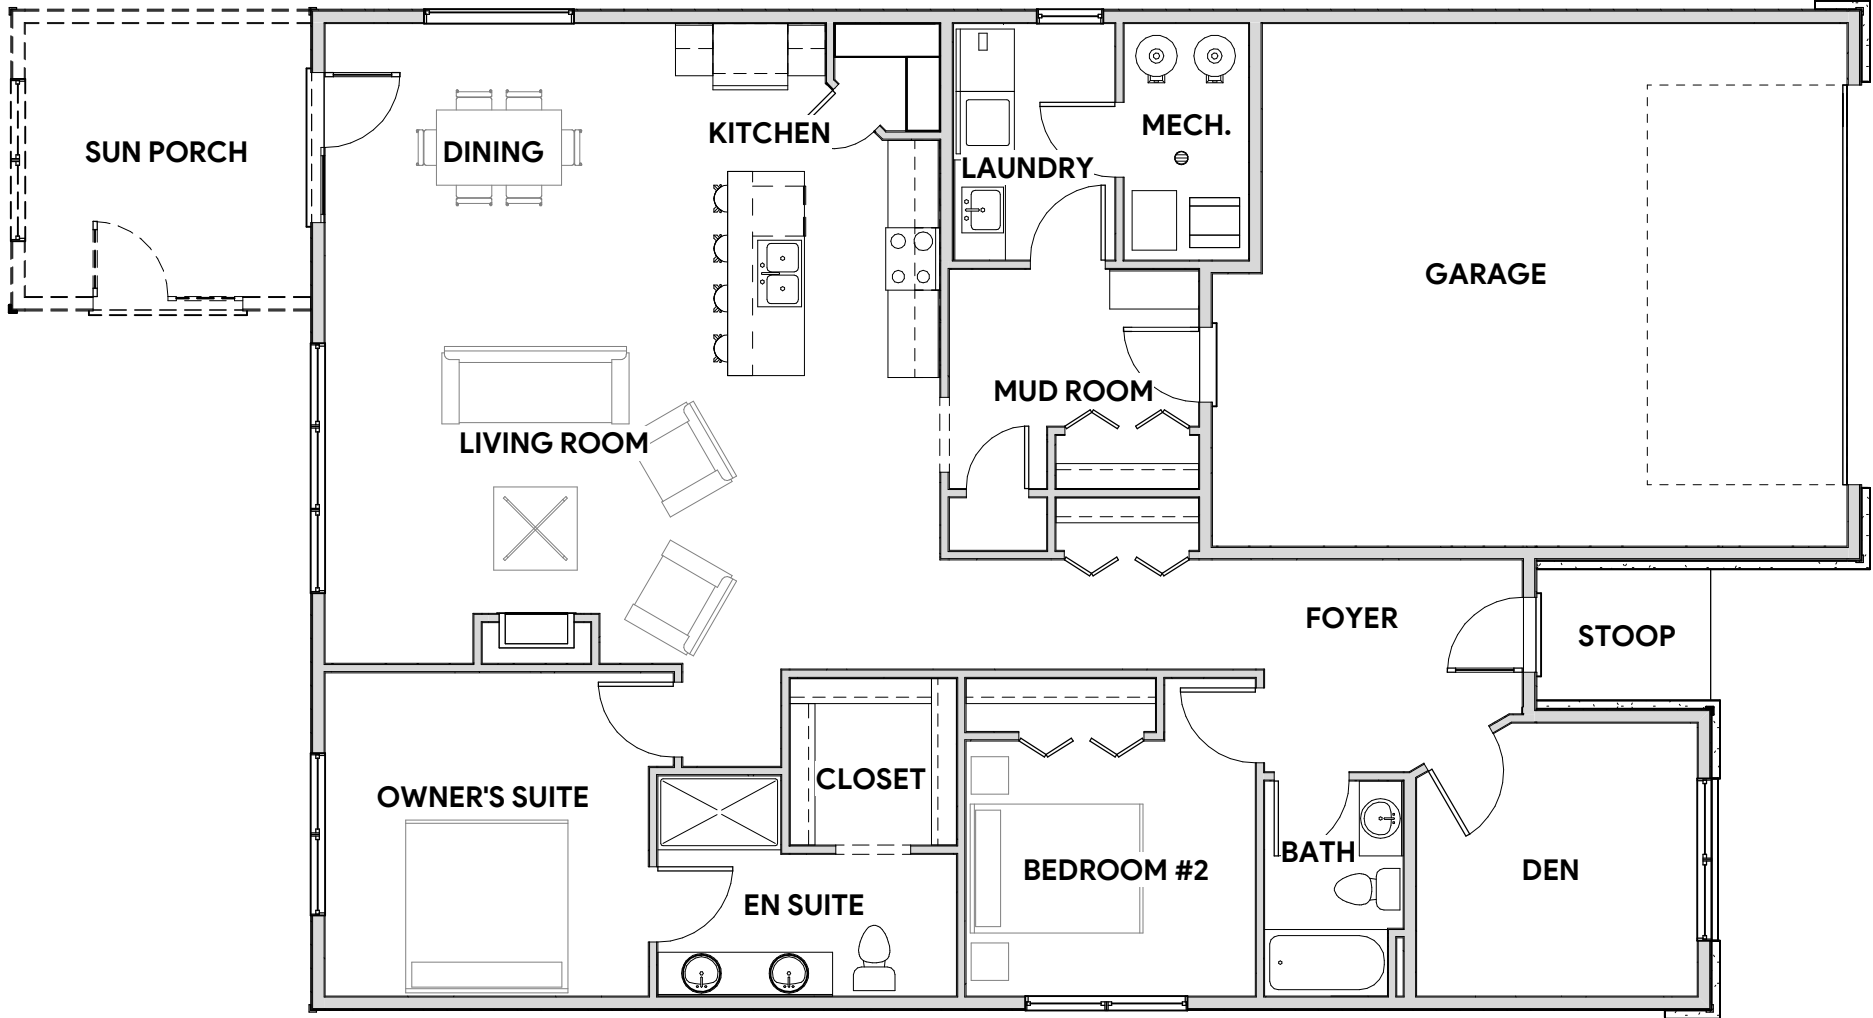 SUN PORCH
DINING
KITCHEN
LAUNDRY
MECH.
GARAGE
MUD ROOM
LIVING ROOM
FOYER
STOOP
OWNER'S SUITE
CLOSET
EN SUITE
BEDROOM #2
BATH
DEN